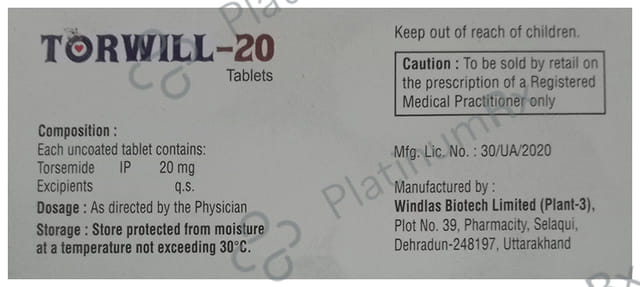 TORWILL-20
Tablets
Composition :
Each uncoated tablet contains:
Torsemide IP 20 mg
Excipients q.s.
Dosage : As directed by the Physician
Storage : Store protected from moisture
at a temperature not exceeding 30°C.
Keep out of reach of children.
Caution : To be sold by retail on
the prescription of a Registered
Medical Practitioner only
Mfg. Lic. No. : 30/UA/2020
Manufactured by :
Windlas Biotech Limited (Plant-3),
Plot No. 39, Pharmacity, Selaqui,
Dehradun-248197, Uttarakhand
PlatinumRx